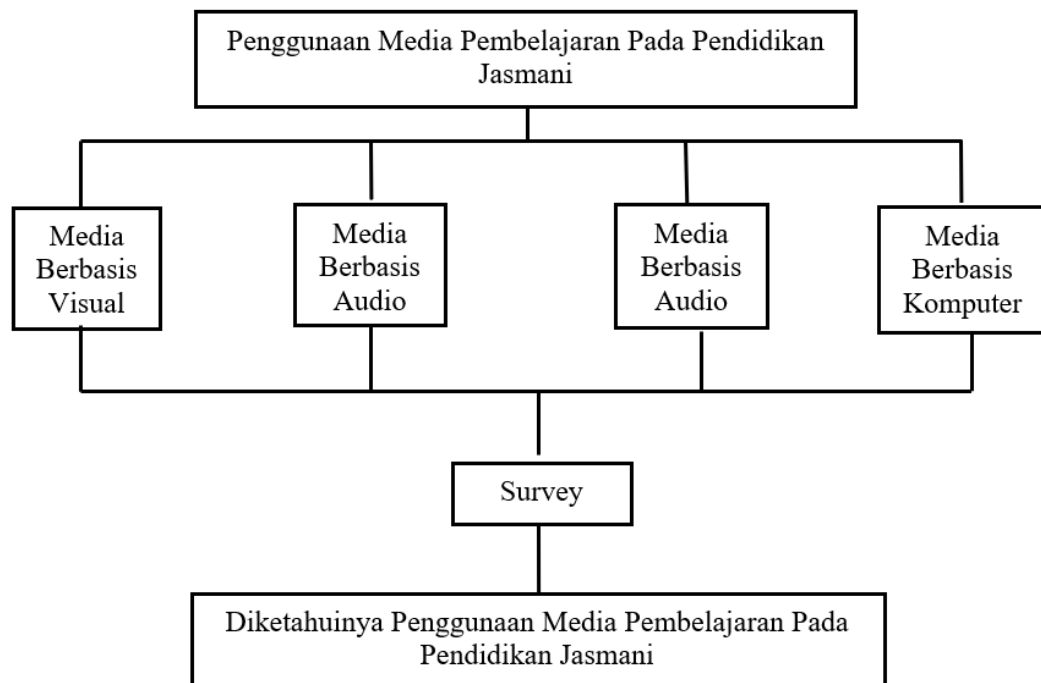 Penggunaan Media Pembelajaran Pada Pendidikan
Jasmani
Media
Berbasis
Visual
Media
Berbasis
Audio
Media
Berbasis
Audio
Media
Berbasis
Komputer
Survey
Diketahuinya Penggunaan Media Pembelajaran Pada
Pendidikan Jasmani